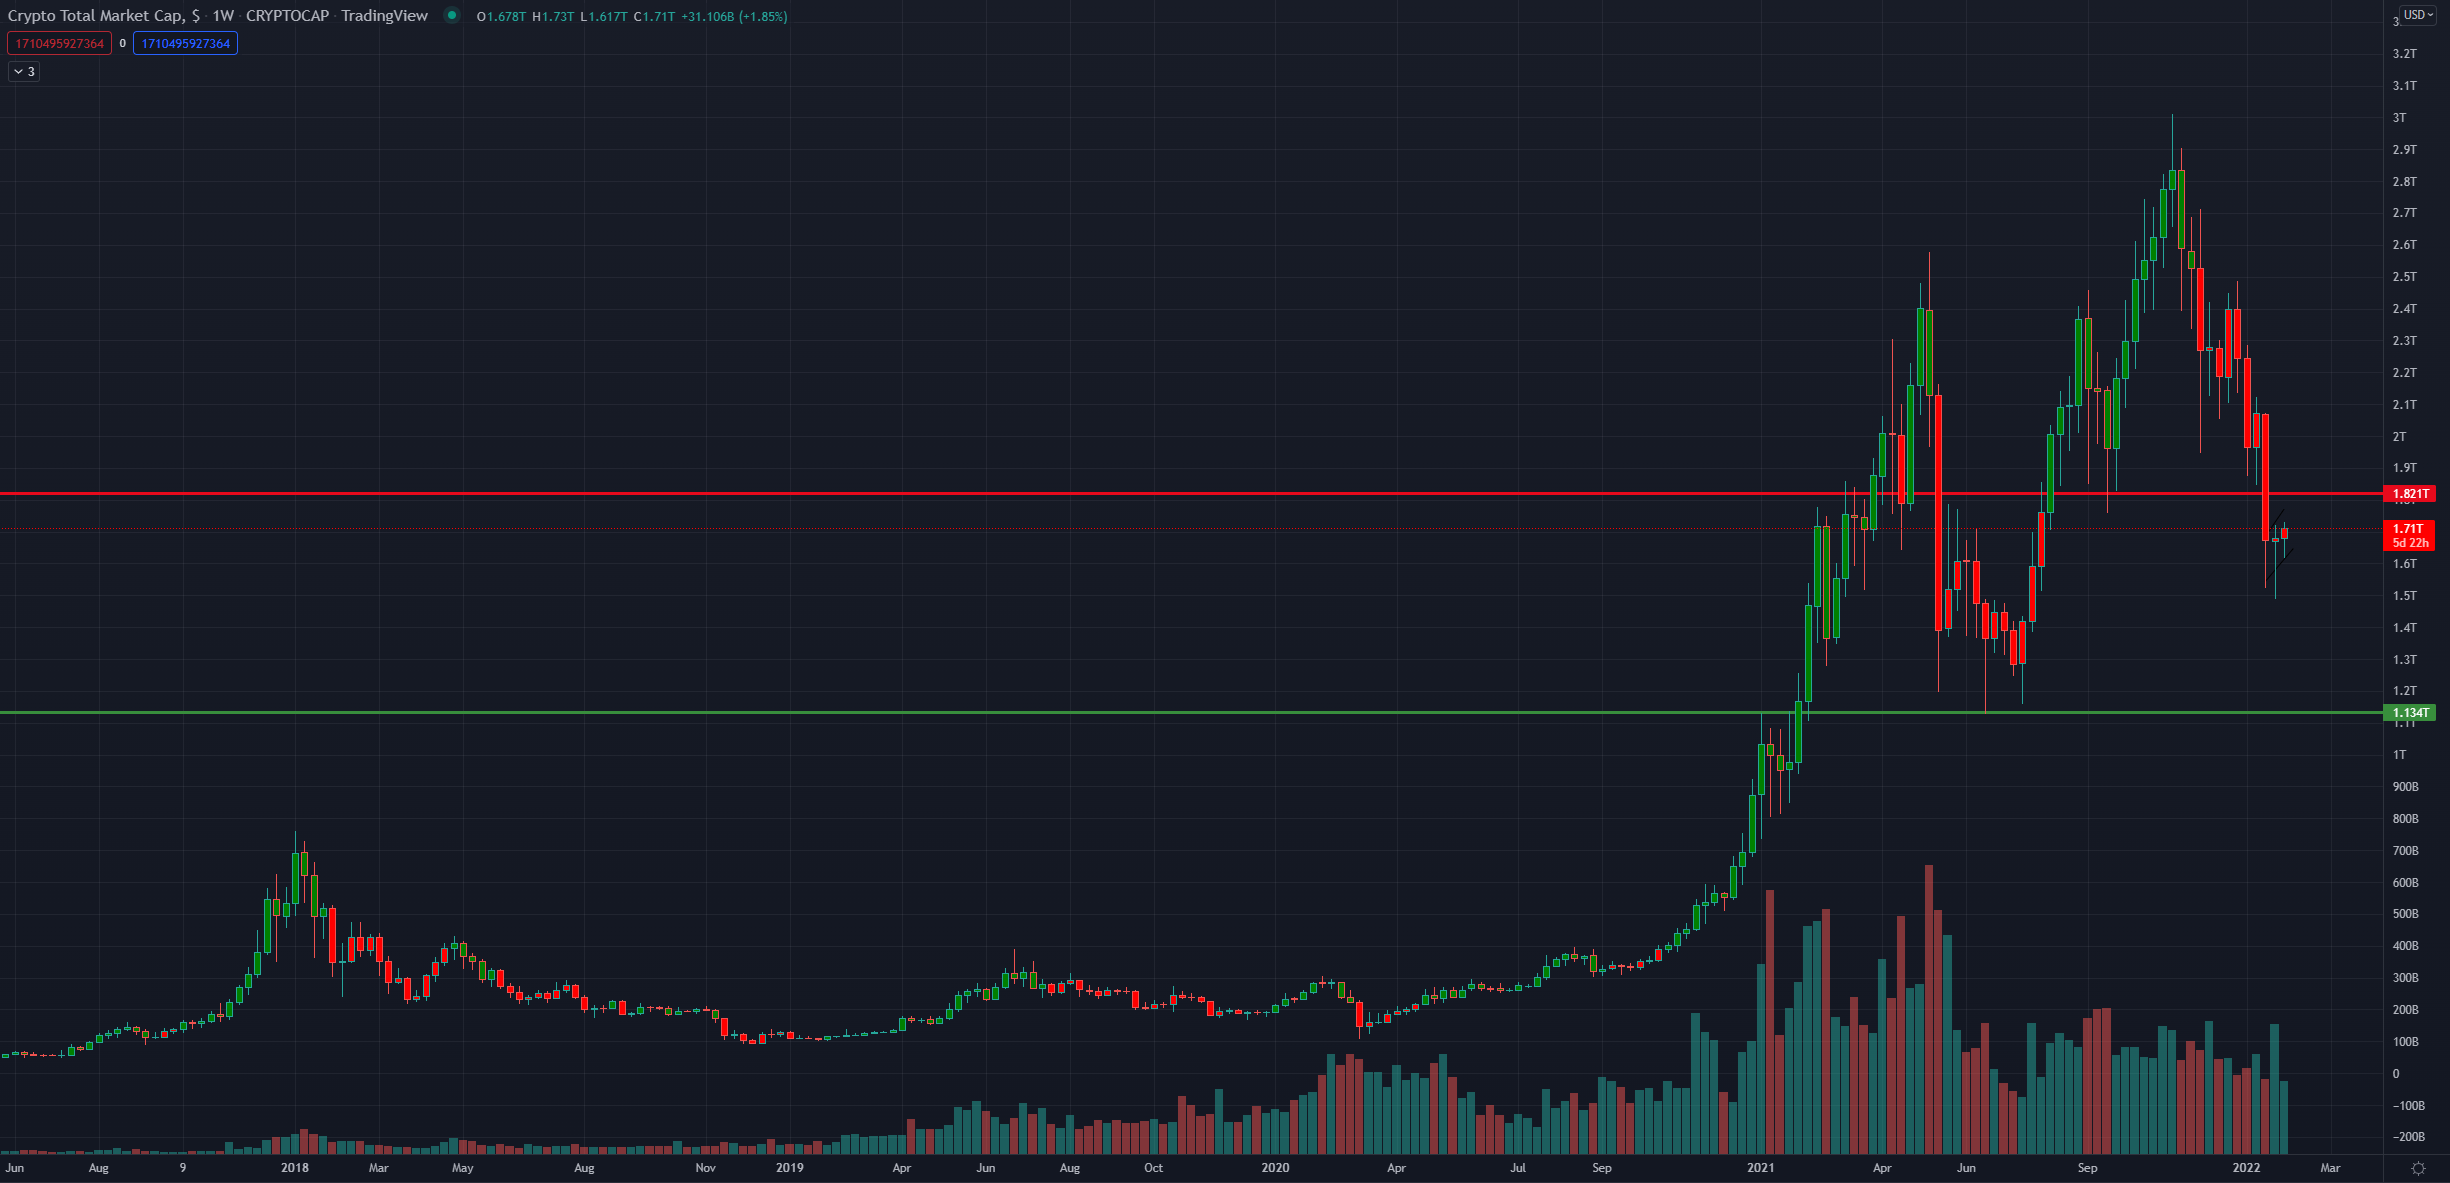 Crypto Total Market Cap, $ · 1W · CRYPTOCAP · TradingView O1.678T H1.73T L1.617T C1.71T +31.106B (+1.85%)
1710495927364 0 1710495927364
3
USD
3.2T
3.1T
3T
2.9T
2.8T
2.7T
2.6T
2.5T
2.4T
2.3T
2.2T
2.1T
2T
1.9T
1.821T
1.71T
5d 22h
1.6T
1.5T
1.4T
1.3T
1.2T
1.134T
1.1T
1T
900B
800B
700B
600B
500B
400B
300B
200B
100B
0
−100B
−200B
Jun Aug 9 2018 Mar May Aug Nov 2019 Apr Jun Aug Oct 2020 Apr Jul Sep 2021 Apr Jun Sep 2022 Mar